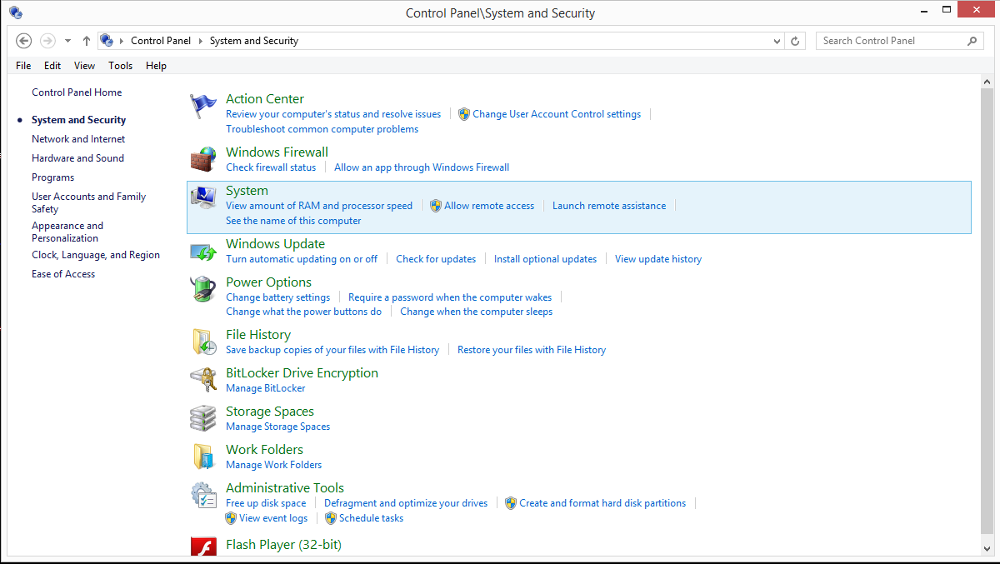 Control Panel\System and Security
Control Panel System and Security
Search Control Panel
File Edit View Tools Help
Control Panel Home
System and Security
Network and Internet
Hardware and Sound
Programs
User Accounts and Family
Safety
Appearance and
Personalization
Clock, Language, and Region
Ease of Access
Action Center
Review your computer's status and resolve issues Change User Account Control settings
Troubleshoot common computer problems
Windows Firewall
Check firewall status Allow an app through Windows Firewall
System
View amount of RAM and processor speed Allow remote access Launch remote assistance
See the name of this computer
Windows Update
Turn automatic updating on or off Check for updates Install optional updates View update history
Power Options
Change battery settings Require a password when the computer wakes
Change what the power buttons do Change when the computer sleeps
File History
Save backup copies of your files with File History Restore your files with File History
BitLocker Drive Encryption
Manage BitLocker
Storage Spaces
Manage Storage Spaces
Work Folders
Manage Work Folders
Administrative Tools
Free up disk space Defragment and optimize your drives Create and format hard disk partitions
View event logs Schedule tasks
Flash Player (32-bit)